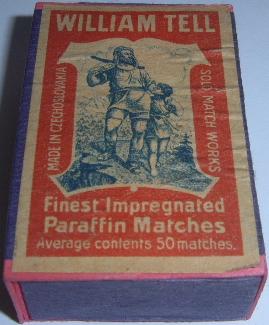 WILLIAM TELL
MADE IN CZECHOSLOVAKIA
SOLO MATCH WORKS
Finest Impregnated
Paraffin Matches
Average contents 50 matches.